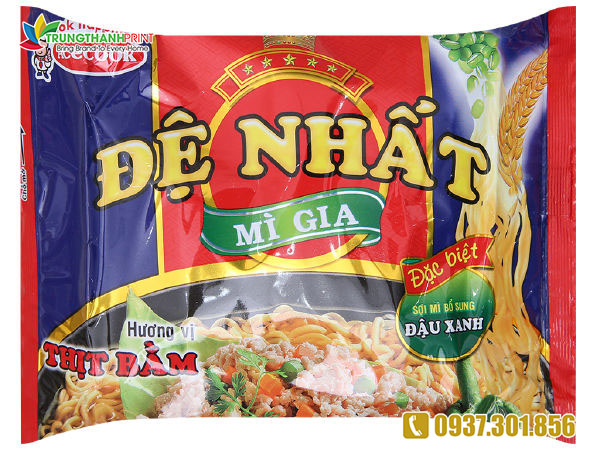 TRUNGTHANHPRINT
Bring Brand to Every Home
ECOOK
ĐỆ NHẤT
MÌ GIA
Đặc biệt
SỢI MÌ BỔ SUNG
ĐẬU XANH
Hương vị
THỊT BẰM
0937.301.856